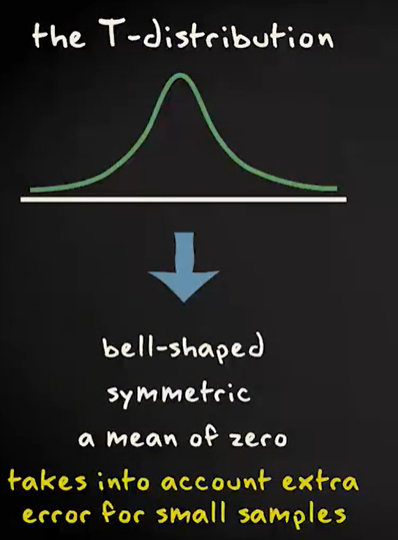 the T-distribution
bell-shaped
symmetric
a mean of zero
takes into account extra
error for small samples